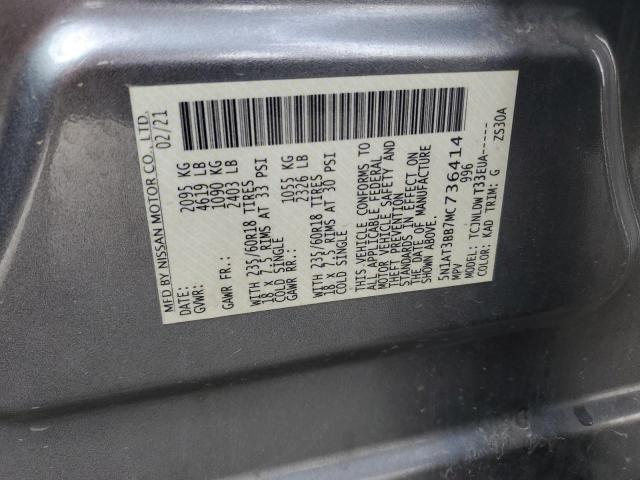 MFD BY NISSAN MOTOR CO., LTD.
DATE: 02/21
GVWR: 2095 KG
4619 LB
GAWR FR.: 1090 KG
2403 LB
WITH 235/60R18 TIRES
18 X 7.5 RIMS AT 33 PSI
COLD SINGLE
GAWR RR.: 1055 KG
2326 LB
WITH 235/60R18 TIRES
18 X 7.5 RIMS AT 30 PSI
COLD SINGLE
THIS VEHICLE CONFORMS TO
ALL APPLICABLE FEDERAL
MOTOR VEHICLE SAFETY AND
THEFT PREVENTION
STANDARDS IN EFFECT ON
THE DATE OF MANUFACTURE
SHOWN ABOVE.
5N1AT3BB7MC736414
MPV 996
MODEL: TCJNLDWT33EUA-----
COLOR: KAD TRIM: G
ZS30A